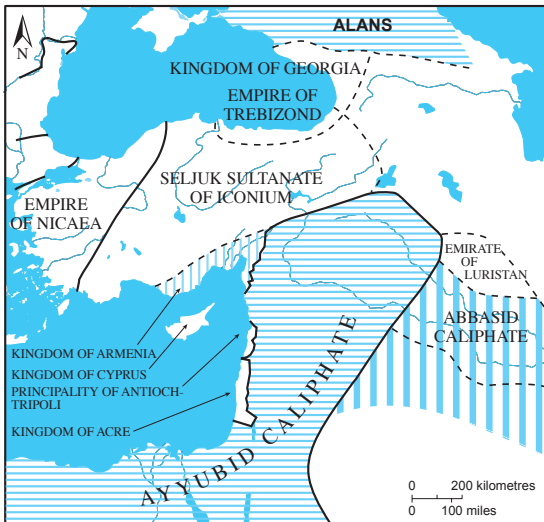 ALANS
N
KINGDOM OF GEORGIA
EMPIRE OF
TREBIZOND
SELJUK SULTANATE
OF ICONIUM
EMPIRE
OF NICAEA
EMIRATE
OF
LURISTAN
ABBASID
CALIPHATE
KINGDOM OF ARMENIA
KINGDOM OF CYPRUS
PRINCIPALITY OF ANTIOCH-
TRIPOLI
KINGDOM OF ACRE
AYYUBID CALIPHATE
0 200 kilometres
0 100 miles